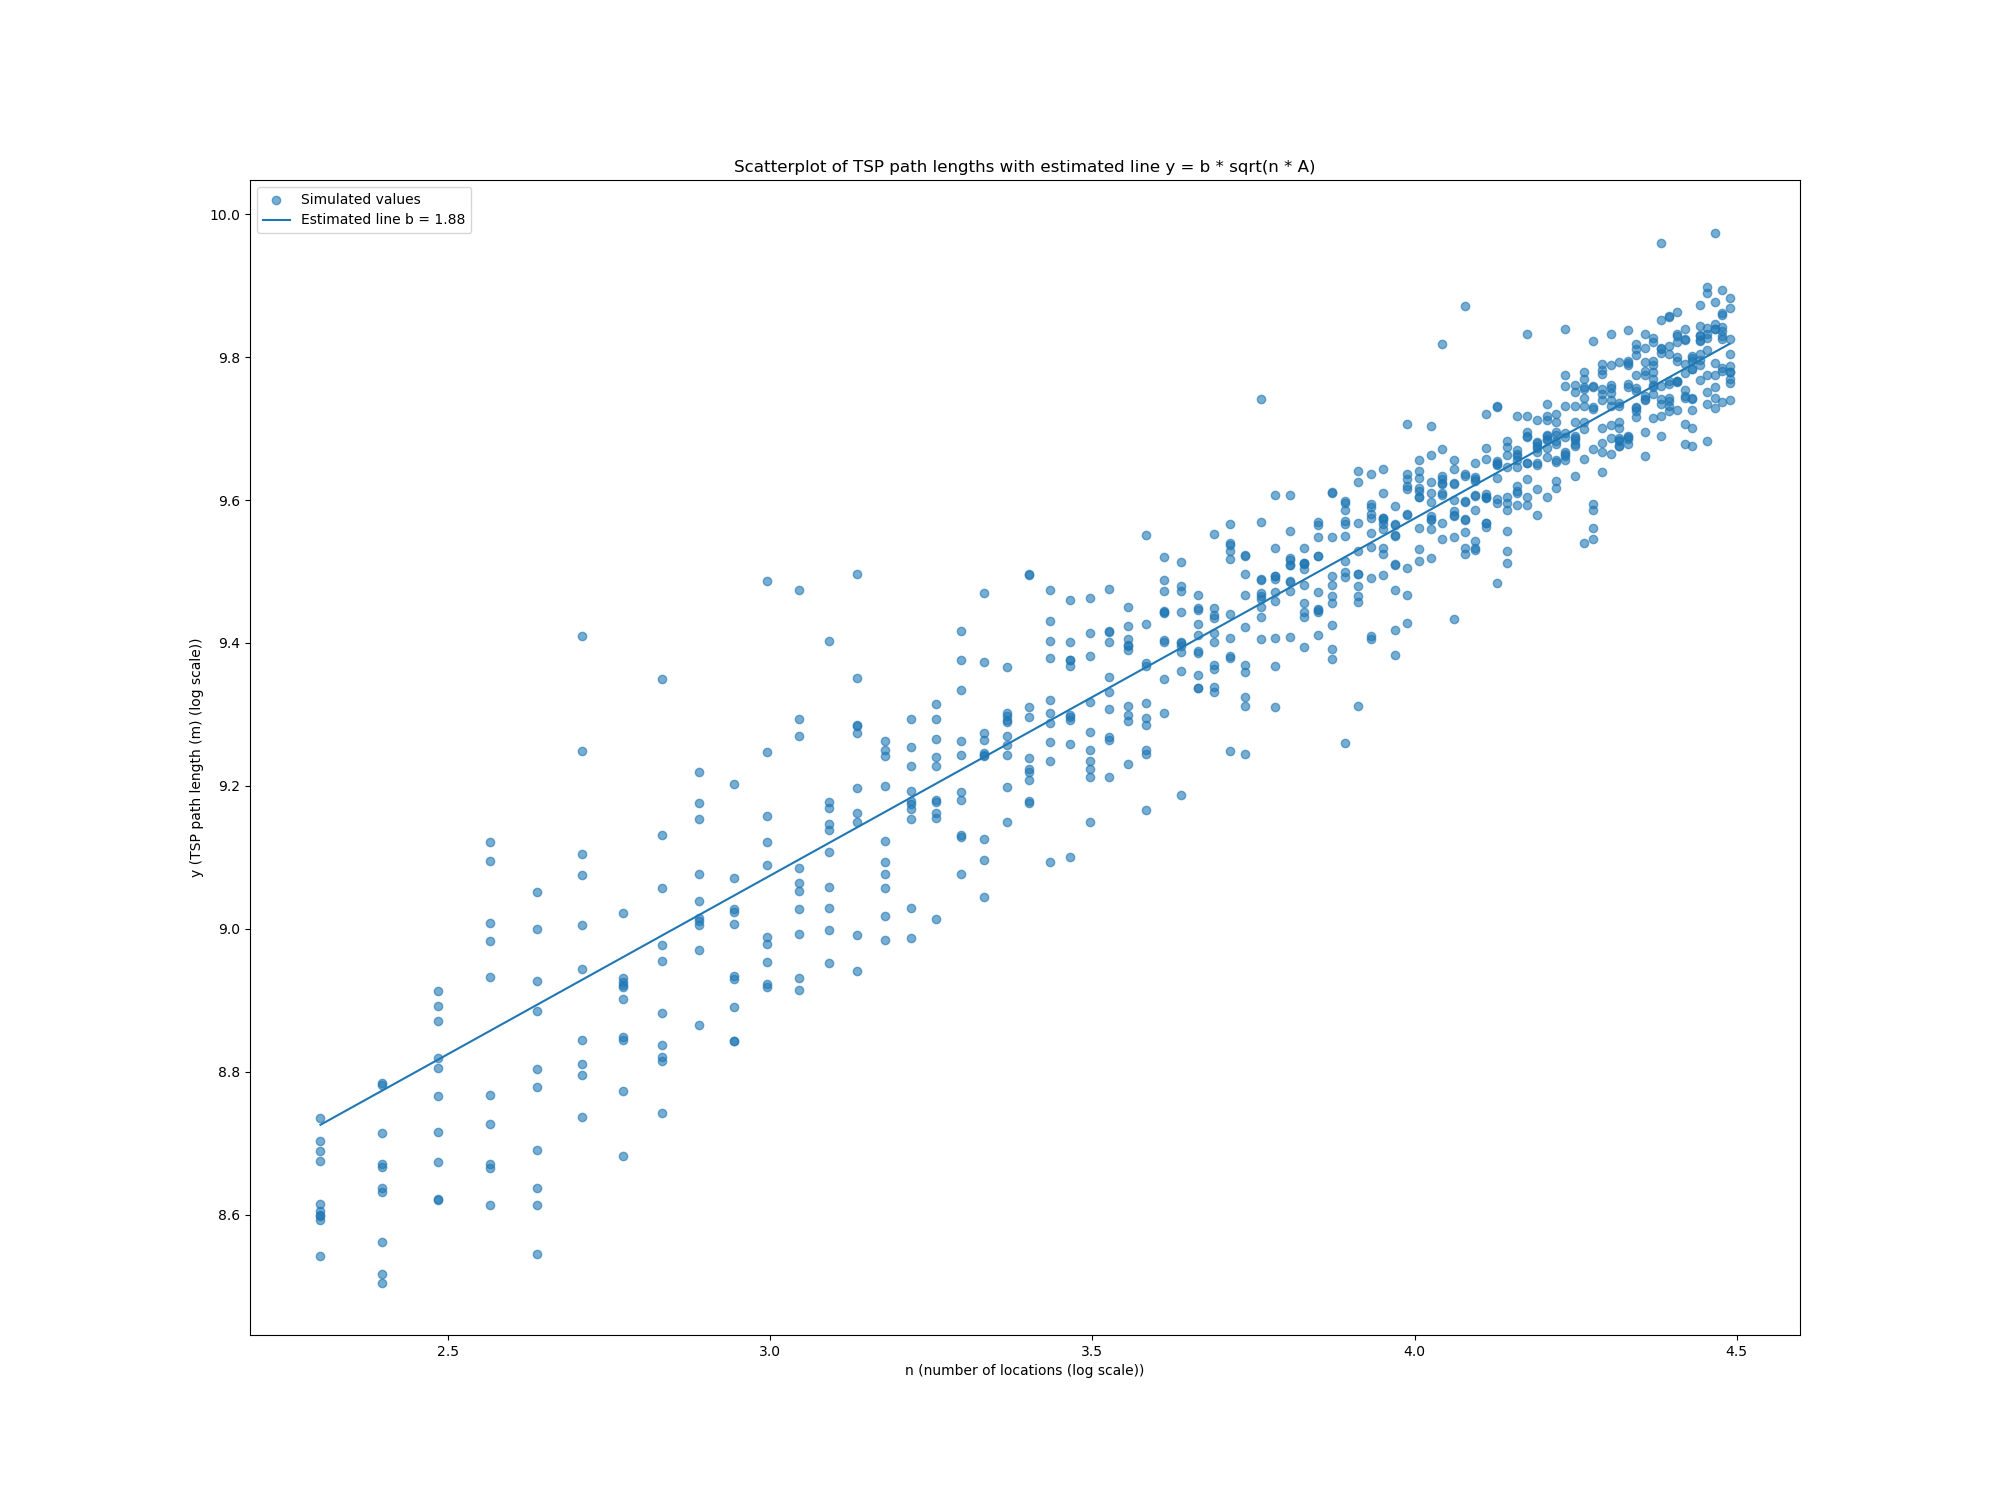 Scatterplot of TSP path lengths with estimated line y = b * sqrt(n * A)
Simulated values
Estimated line b = 1.88
10.0
9.8
9.6
9.4
9.2
9.0
8.8
8.6
y (TSP path length (m) (log scale))
2.5 3.0 3.5 4.0 4.5
n (number of locations (log scale))